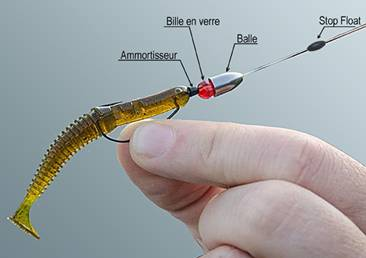 Stop Float
Bille en verre
Balle
Ammortisseur